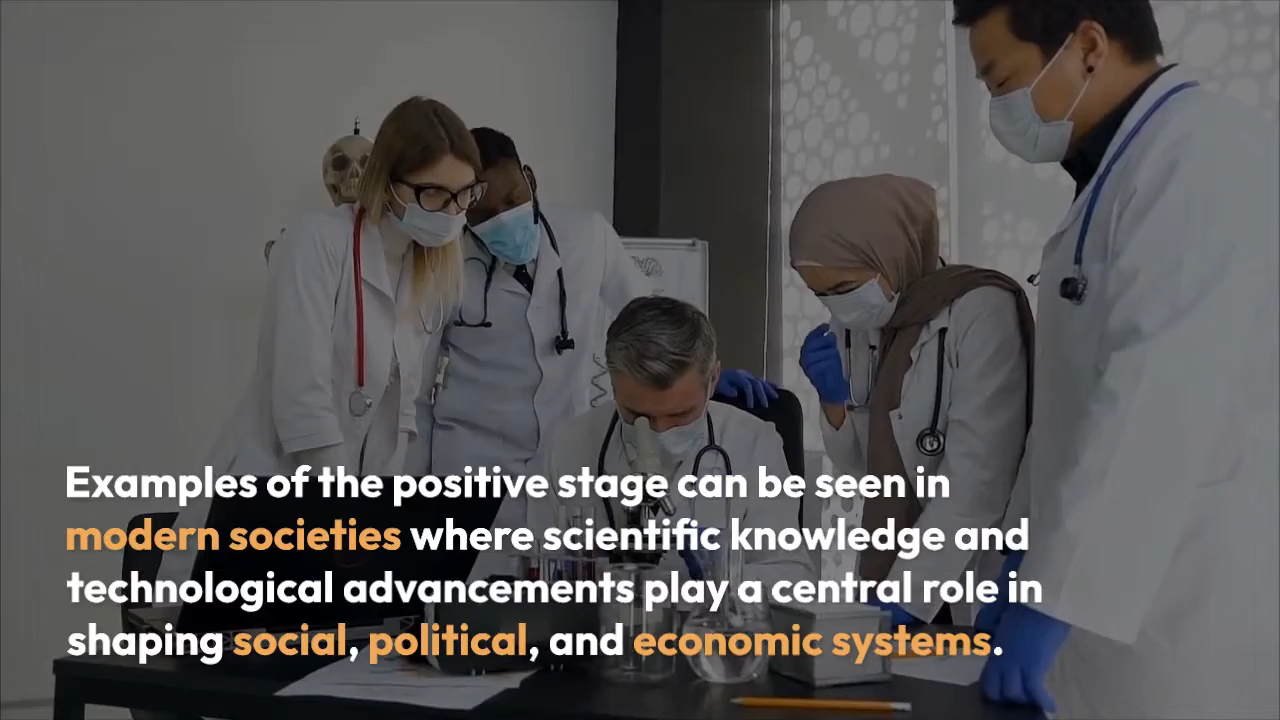 Examples of the positive stage can be seen in
modern societies where scientific knowledge and
technological advancements play a central role in
shaping social, political, and economic systems.